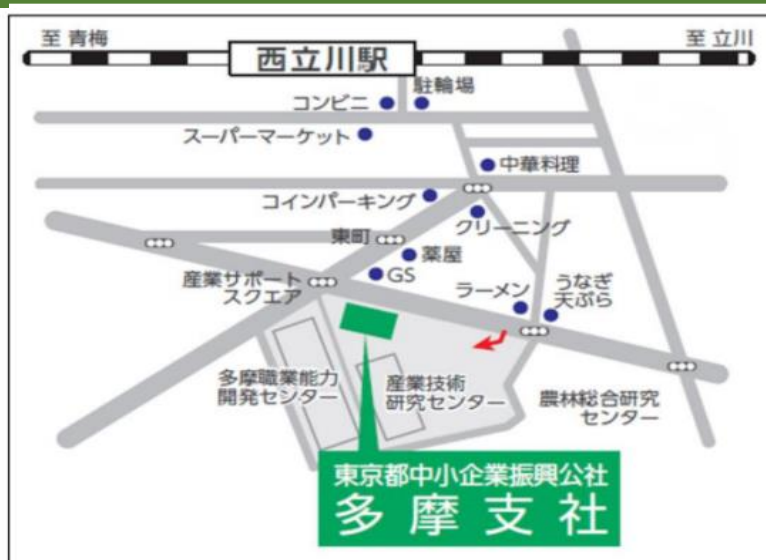 至 青梅
至 立川
西立川駅
駐輪場
コンビニ
スーパーマーケット
中華料理
コインパーキング
クリーニング
東町
薬屋
GS
産業サポート
スクエア
ラーメン
うなぎ
天ぷら
多摩職業能力
開発センター
産業技術
研究センター
農林総合研究
センター
東京都中小企業振興公社
多摩支社